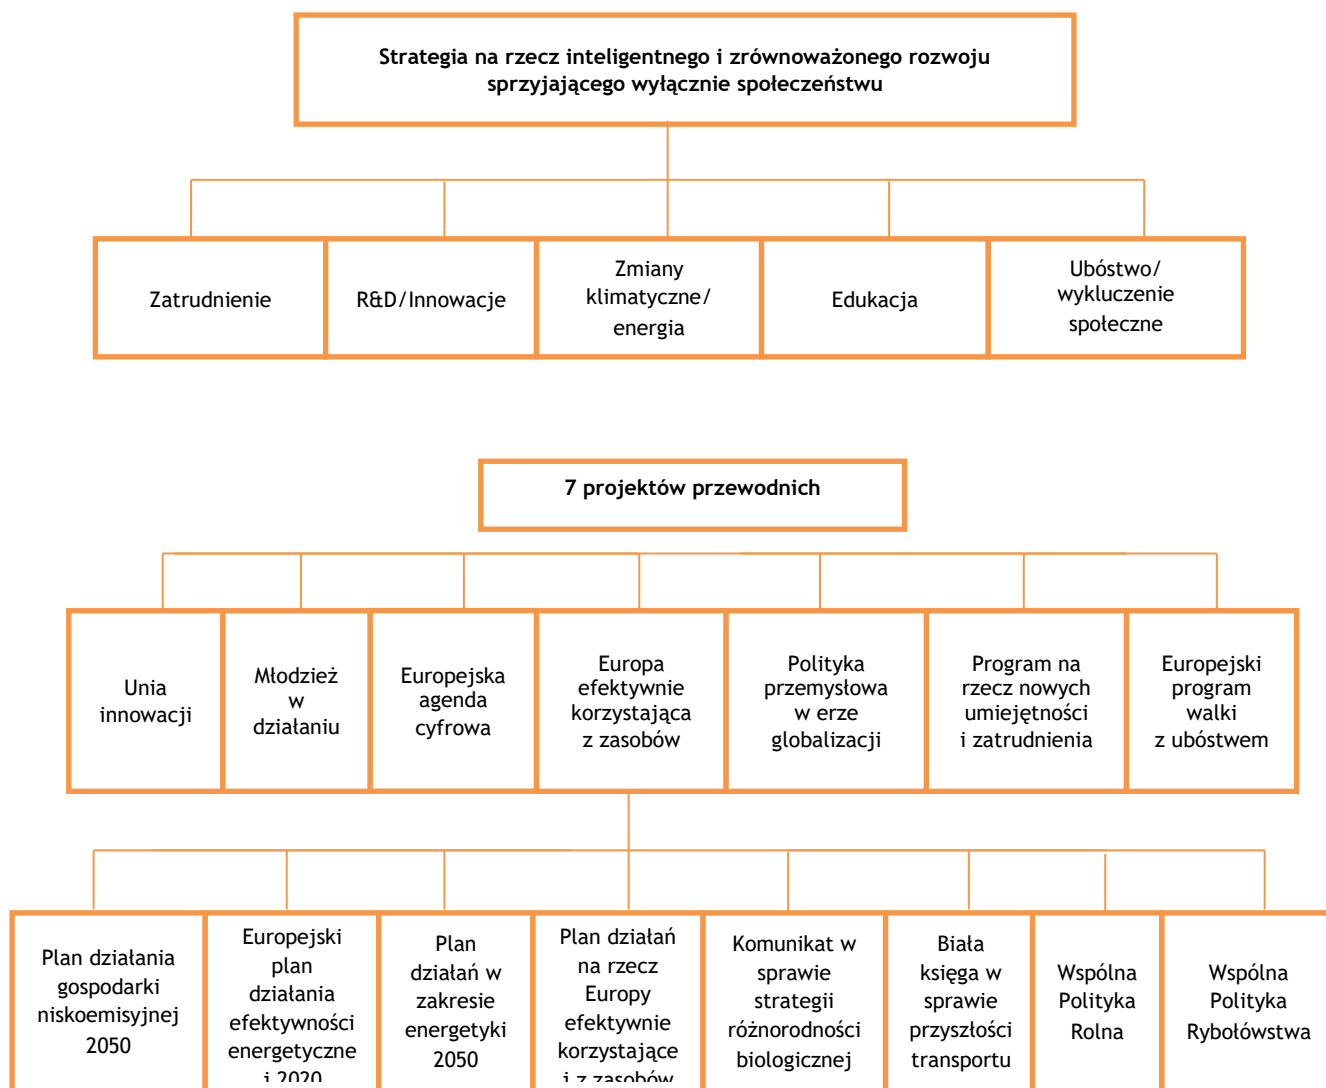 Strategia na rzecz inteligentnego i zrównoważonego rozwoju
sprzyjającego wyłącznie społeczeństwu
Zatrudnienie
R&D/Innowacje
Zmiany
klimatyczne/
energia
Edukacja
Ubóstwo/
wykluczenie
społeczne
7 projektów przewodnich
Unia
innowacji
Młodzież
w
działaniu
Europejska
agenda
cyfrowa
Europa
efektywnie
korzystająca
z zasobów
Polityka
przemysłowa
w erze
globalizacji
Program na
rzecz nowych
umiejętności
i zatrudnienia
Europejski
program
walki
z ubóstwem
Plan działania
gospodarki
niskoemisyjnej
2050
Europejski
plan
działania
efektywności
energetyczne
j 2020
Plan
działań w
zakresie
energetyki
2050
Plan działań
na rzecz
Europy
efektywnie
korzystające
j z zasobów
Komunikat w
sprawie
strategii
różnorodności
biologicznej
Biała
księga w
sprawie
przyszłości
transportu
Wspólna
Polityka
Rolna
Wspólna
Polityka
Rybołówstwa